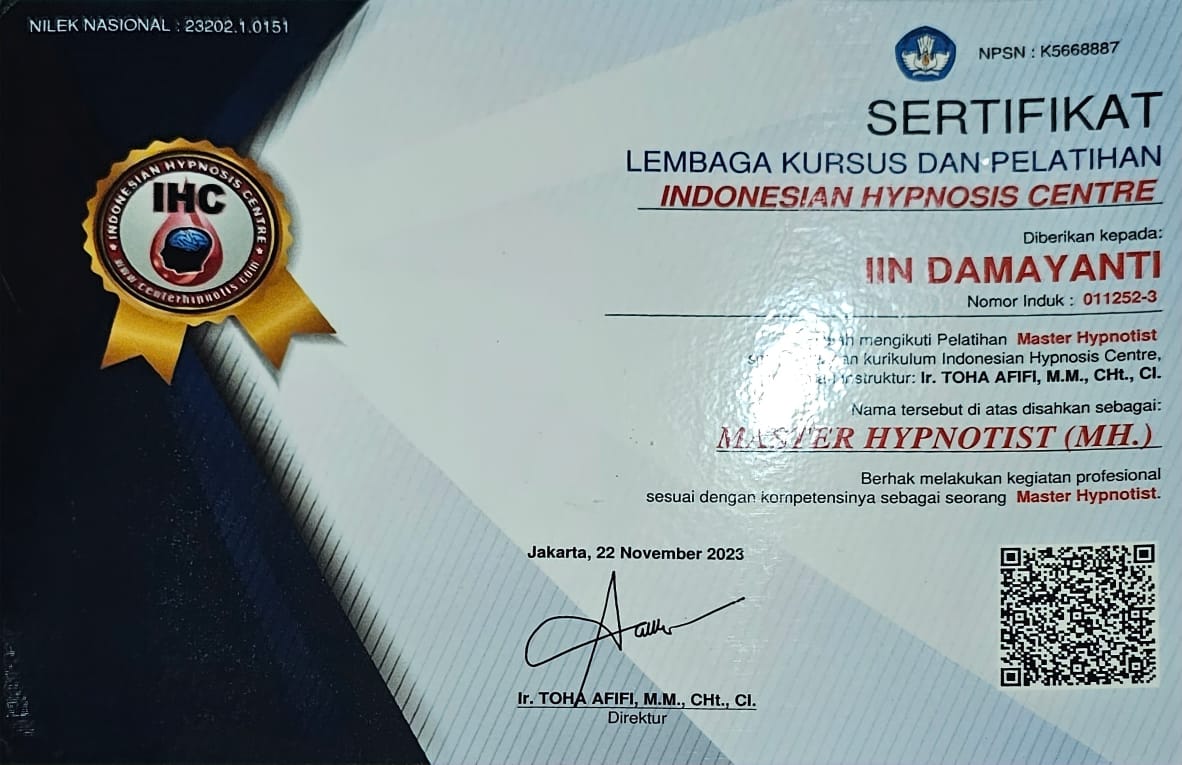 NILEK NASIONAL : 23202.1.0151
NPSN : K5668887
INDONESIAN HYPNOSIS CENTRE
IHC
www.centerhipnotis.com
SERTIFIKAT
LEMBAGA KURSUS DAN PELATIHAN
INDONESIAN HYPNOSIS CENTRE
Diberikan kepada:
IIN DAMAYANTI
Nomor Induk : 011252-3
mengikuti Pelatihan Master Hypnotist
kurikulum Indonesian Hypnosis Centre,
Ir. TOHA AFIFI, M.M., CHt., CI.
Nama tersebut di atas disahkan sebagai:
MASTER HYPNOTIST (MH.)
Berhak melakukan kegiatan profesional
sesuai dengan kompetensinya sebagai seorang Master Hypnotist.
Jakarta, 22 November 2023
Ir. TOHA AFIFI, M.M., CHt., CI.
Direktur